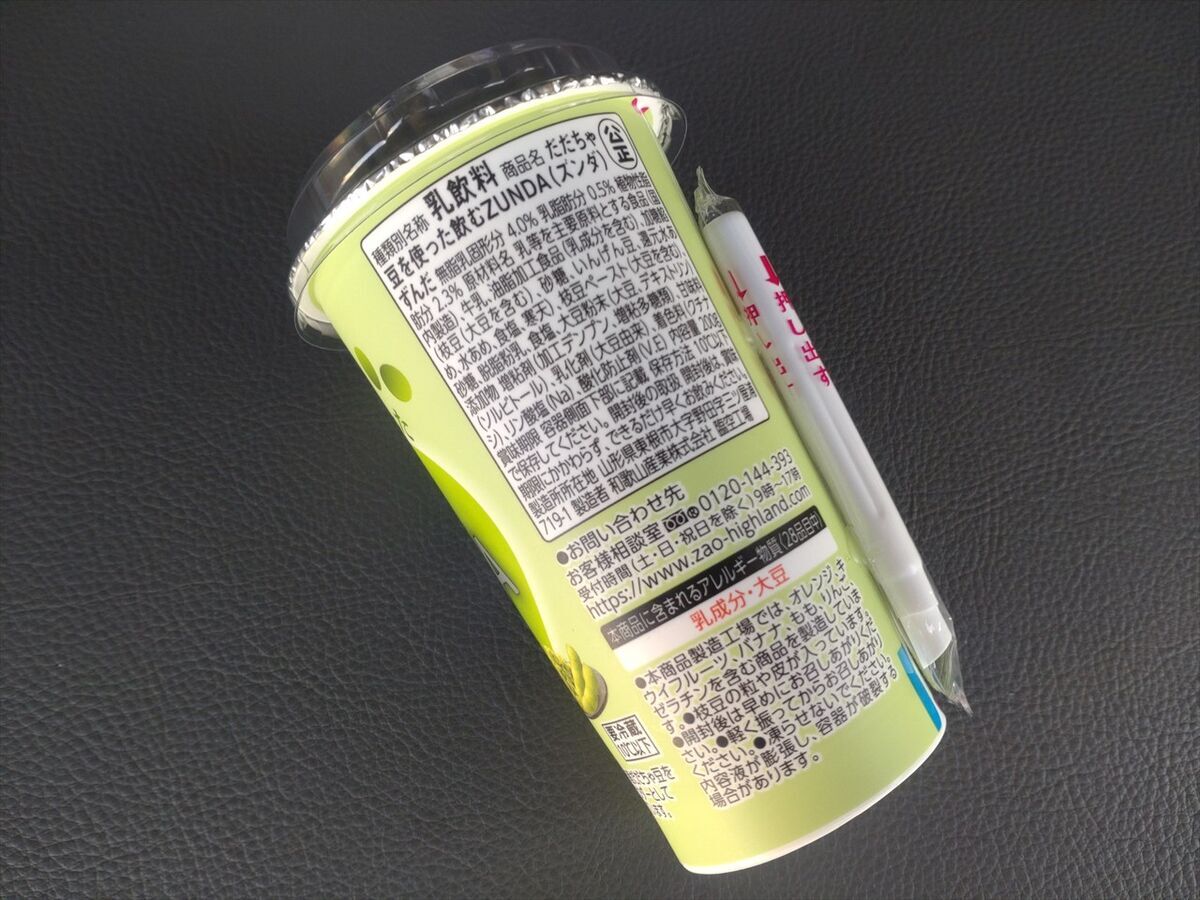 種類別名称 乳飲料 商品名 だだちゃ
豆を使った飲むZUNDA(ズンダ)
公正
ずんだ 無脂乳固形分 4.0% 乳脂肪分 0.5% 植物性脂
肪分 2.3% 原材料名 乳等を主要原料とする食品(国
内製造)、牛乳、油脂加工食品(乳成分を含む)、加糖餡
(枝豆(大豆を含む)、砂糖、いんげん豆、還元水あ
め、水あめ、食塩、寒天)、枝豆ペースト(大豆を含む)、
砂糖、脱脂粉乳、食塩、大豆粉末(大豆、デキストリン)
添加物 増粘剤(加工デンプン、増粘多糖類)、甘味料
(ソルビトール)、乳化剤(大豆由来)、着色料(クチナ
シ)、リン酸塩(Na)、酸化防止剤(V.E) 内容量 200g
賞味期限 容器側面下部に記載 保存方法 10℃以下
で保存してください。 開封後の取扱 開封後は、賞味
期限にかかわらず、できるだけ早くお飲みください
製造所所在地 山形県東根市大字野田字二ツ屋浦
719-1 製造者 和歌山産業株式会社 蔵王工場
●お問い合わせ先
お客様相談室 0120-144-393
受付時間(土・日・祝日を除く)9時〜17時
https://www.zao-highland.com
本商品に含まれるアレルギー物質(28品目中)
乳成分・大豆
●本商品製造工場では、オレンジ、キ
ウイフルーツ、バナナ、もも、りんご、
ゼラチンを含む商品を製造していま
す。●枝豆の粒や皮が入っています。
●開封後は早めにお召しあがりくだ
さい。●軽く振ってからお召しあがり
ください。●凍らせないでください。
内容液が膨張し、容器が破裂する
場合があります。
要冷蔵
10℃以下
だちゃ豆を
ーとして
ます。
押し出す